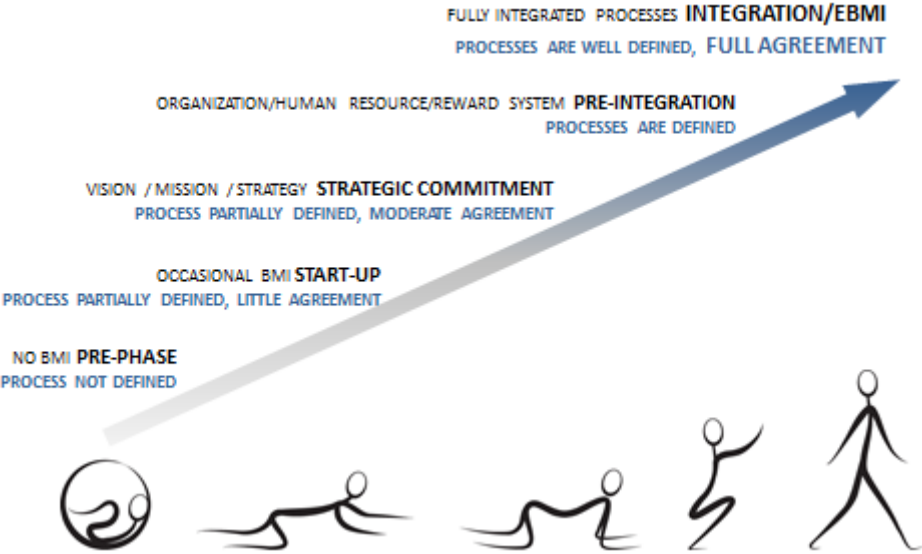 FULLY INTEGRATED PROCESSES INTEGRATION/EBMI
PROCESSES ARE WELL DEFINED, FULL AGREEMENT
ORGANIZATION/HUMAN RESOURCE/REWARD SYSTEM PRE-INTEGRATION
PROCESSES ARE DEFINED
VISION / MISSION / STRATEGY STRATEGIC COMMITMENT
PROCESS PARTIALLY DEFINED, MODERATE AGREEMENT
OCCASIONAL BMI START-UP
PROCESS PARTIALLY DEFINED, LITTLE AGREEMENT
NO BMI PRE-PHASE
PROCESS NOT DEFINED